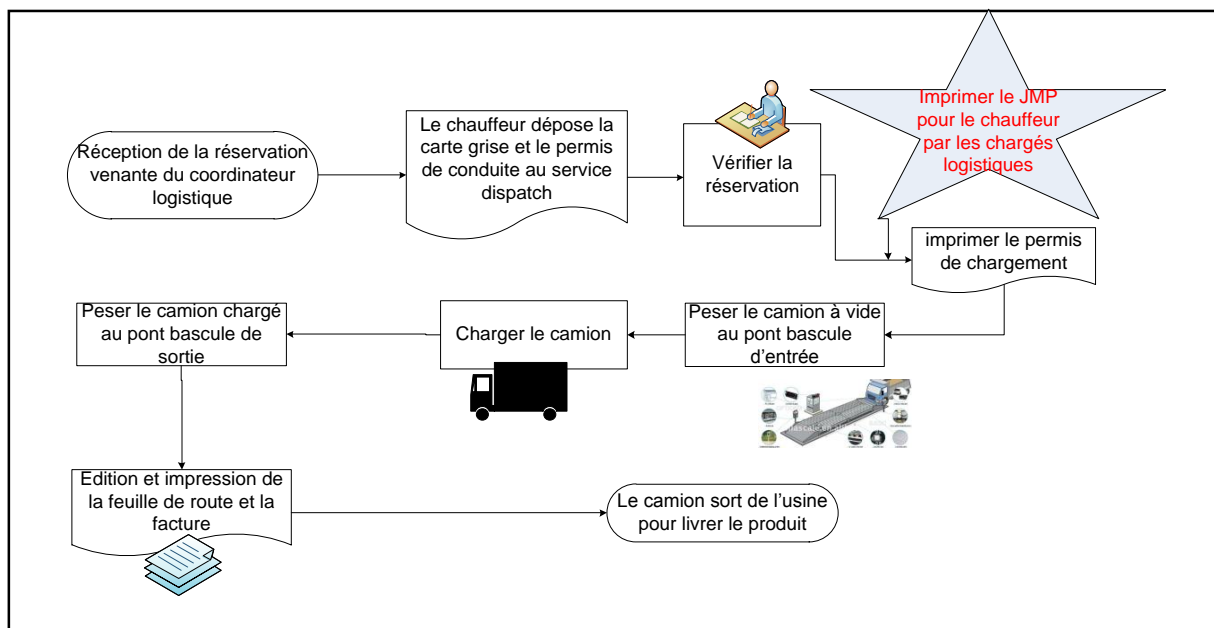 Réception de la réservation
venante du coordinateur
logistique
Le chauffeur dépose la
carte grise et le permis
de conduite au service
dispatch
Vérifier la
réservation
Imprimer le JMP
pour le chauffeur
par les chargés
logistiques
imprimer le permis
de chargement
Peser le camion à vide
au pont bascule
d’entrée
Charger le camion
Peser le camion chargé
au pont bascule de
sortie
Edition et impression de
la feuille de route et la
facture
Le camion sort de l’usine
pour livrer le produit